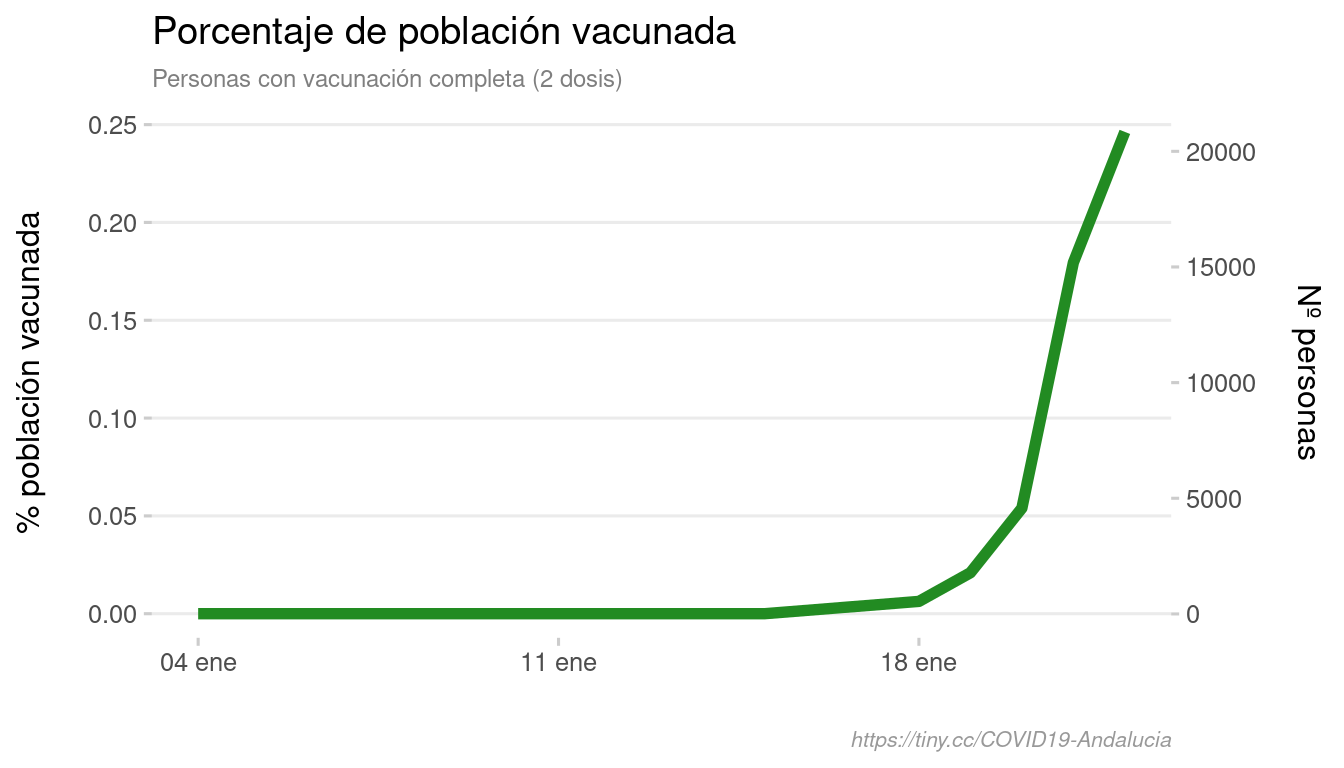 Porcentaje de población vacunada
Personas con vacunación completa (2 dosis)
% población vacunada
0.25
0.20
0.15
0.10
0.05
0.00
20000
15000
10000
5000
0
Nº personas
04 ene
11 ene
18 ene
https://tiny.cc/COVID19-Andalucia